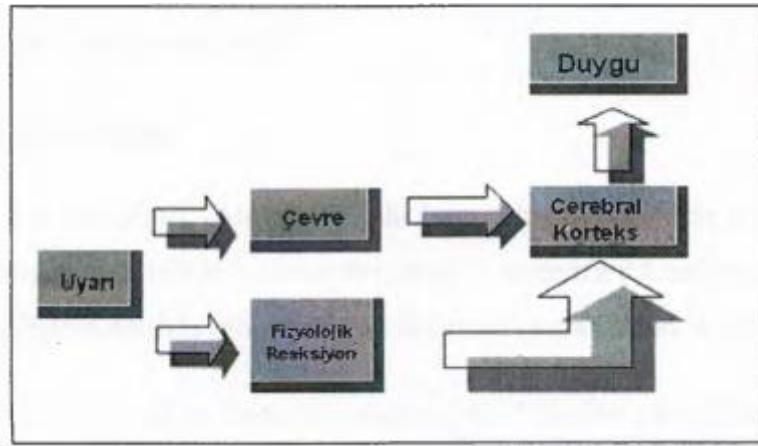 Duygu
Çevre
Cerebral
Korteks
Uyarı
Fizyolojik
Reaksiyon